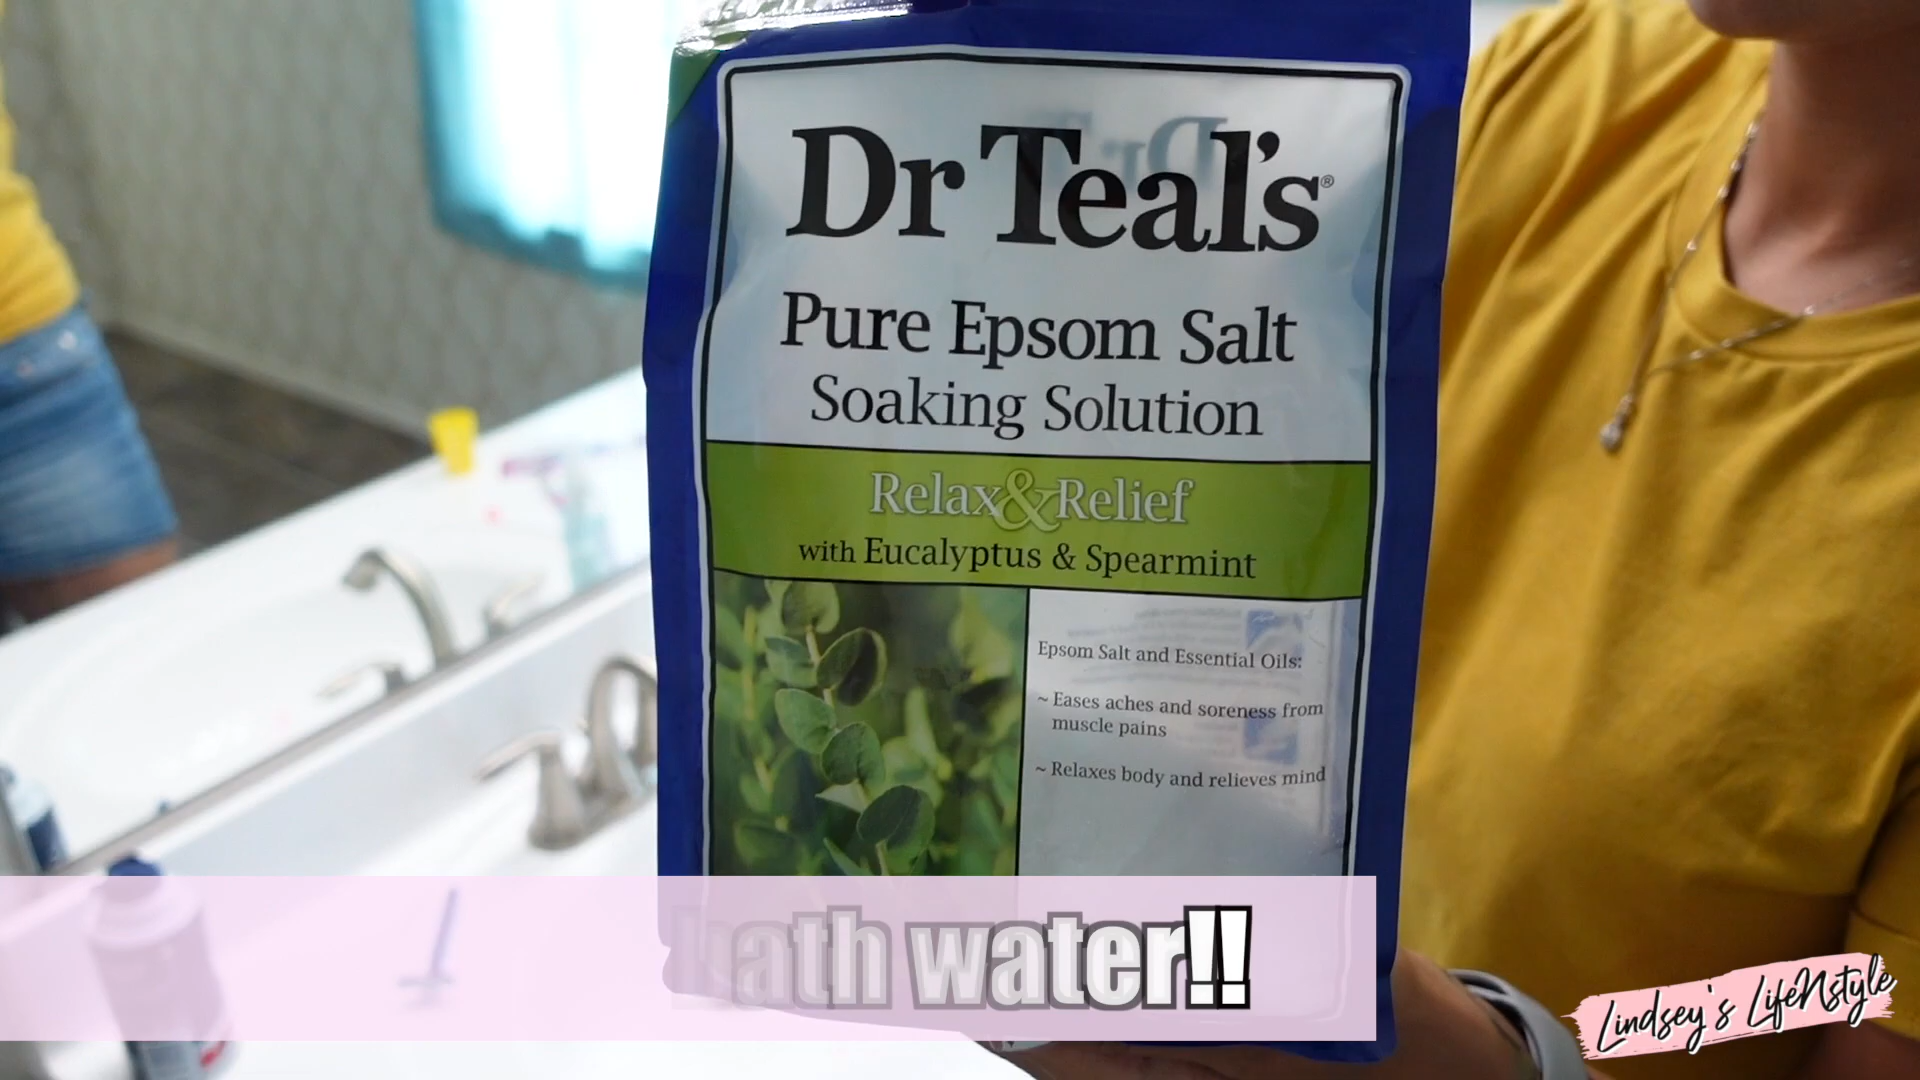 Dr Teal's®
Pure Epsom Salt
Soaking Solution
Relax&Relief
with Eucalyptus & Spearmint
Epsom Salt and Essential Oils:
~ Eases aches and soreness from
muscle pains
~ Relaxes body and relieves mind
bath water!!
Lindsey's LifeNstyle